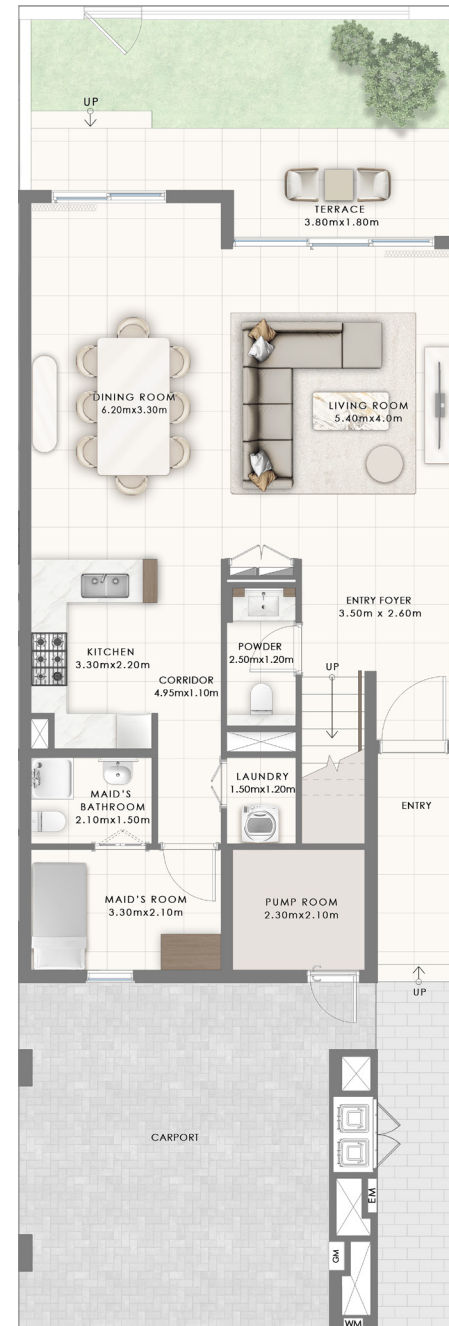 UP
TERRACE
3.80mx1.80m
DINING ROOM
6.20mx3.30m
LIVING ROOM
5.40mx4.0m
ENTRY FOYER
3.50m x 2.60m
KITCHEN
3.30mx2.20m
POWDER
2.50mx1.20m
CORRIDOR
4.95mx1.10m
UP
MAID'S
BATHROOM
2.10mx1.50m
LAUNDRY
1.50mx1.20m
ENTRY
MAID'S ROOM
3.30mx2.10m
PUMP ROOM
2.30mx2.10m
UP
CARPORT
EM
GM
WM